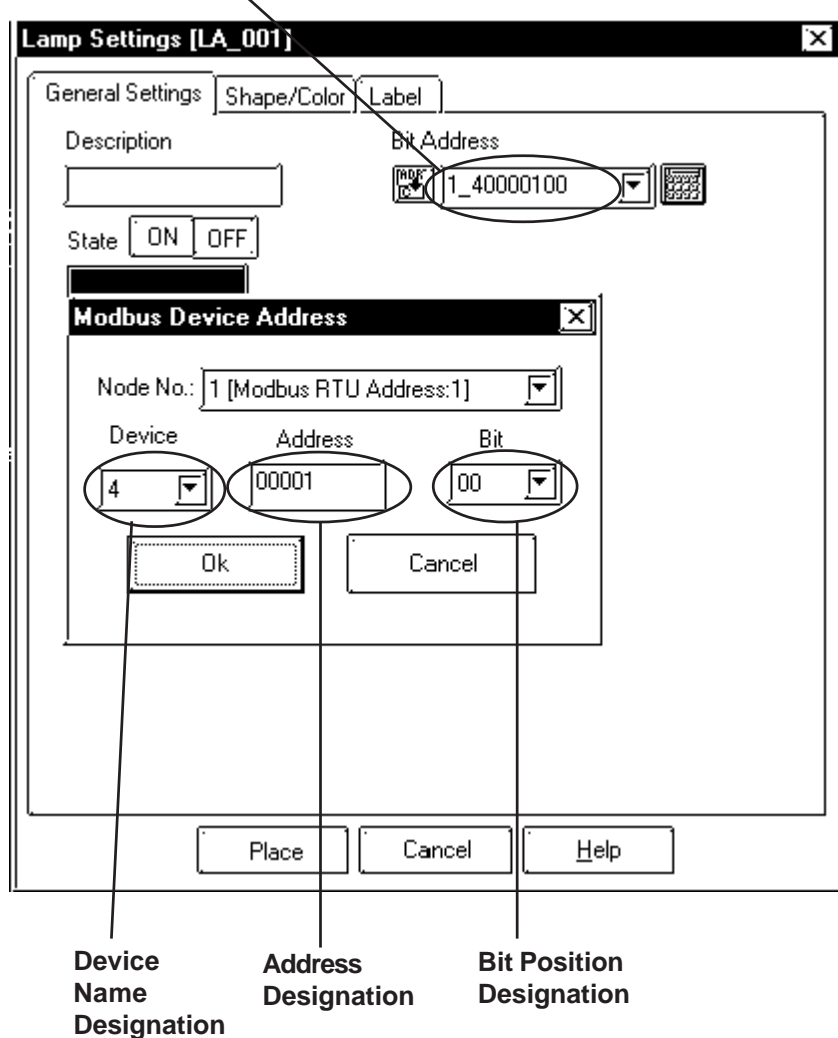 Lamp Settings [LA_001]
General Settings Shape/Color Label
Description Bit Address
ADR C 1_40000100
State ON OFF
Modbus Device Address
Node No.: 1 [Modbus RTU Address:1]
Device Address Bit
4 00001 00
Ok Cancel
Place Cancel Help
Device Name Designation
Address Designation
Bit Position Designation